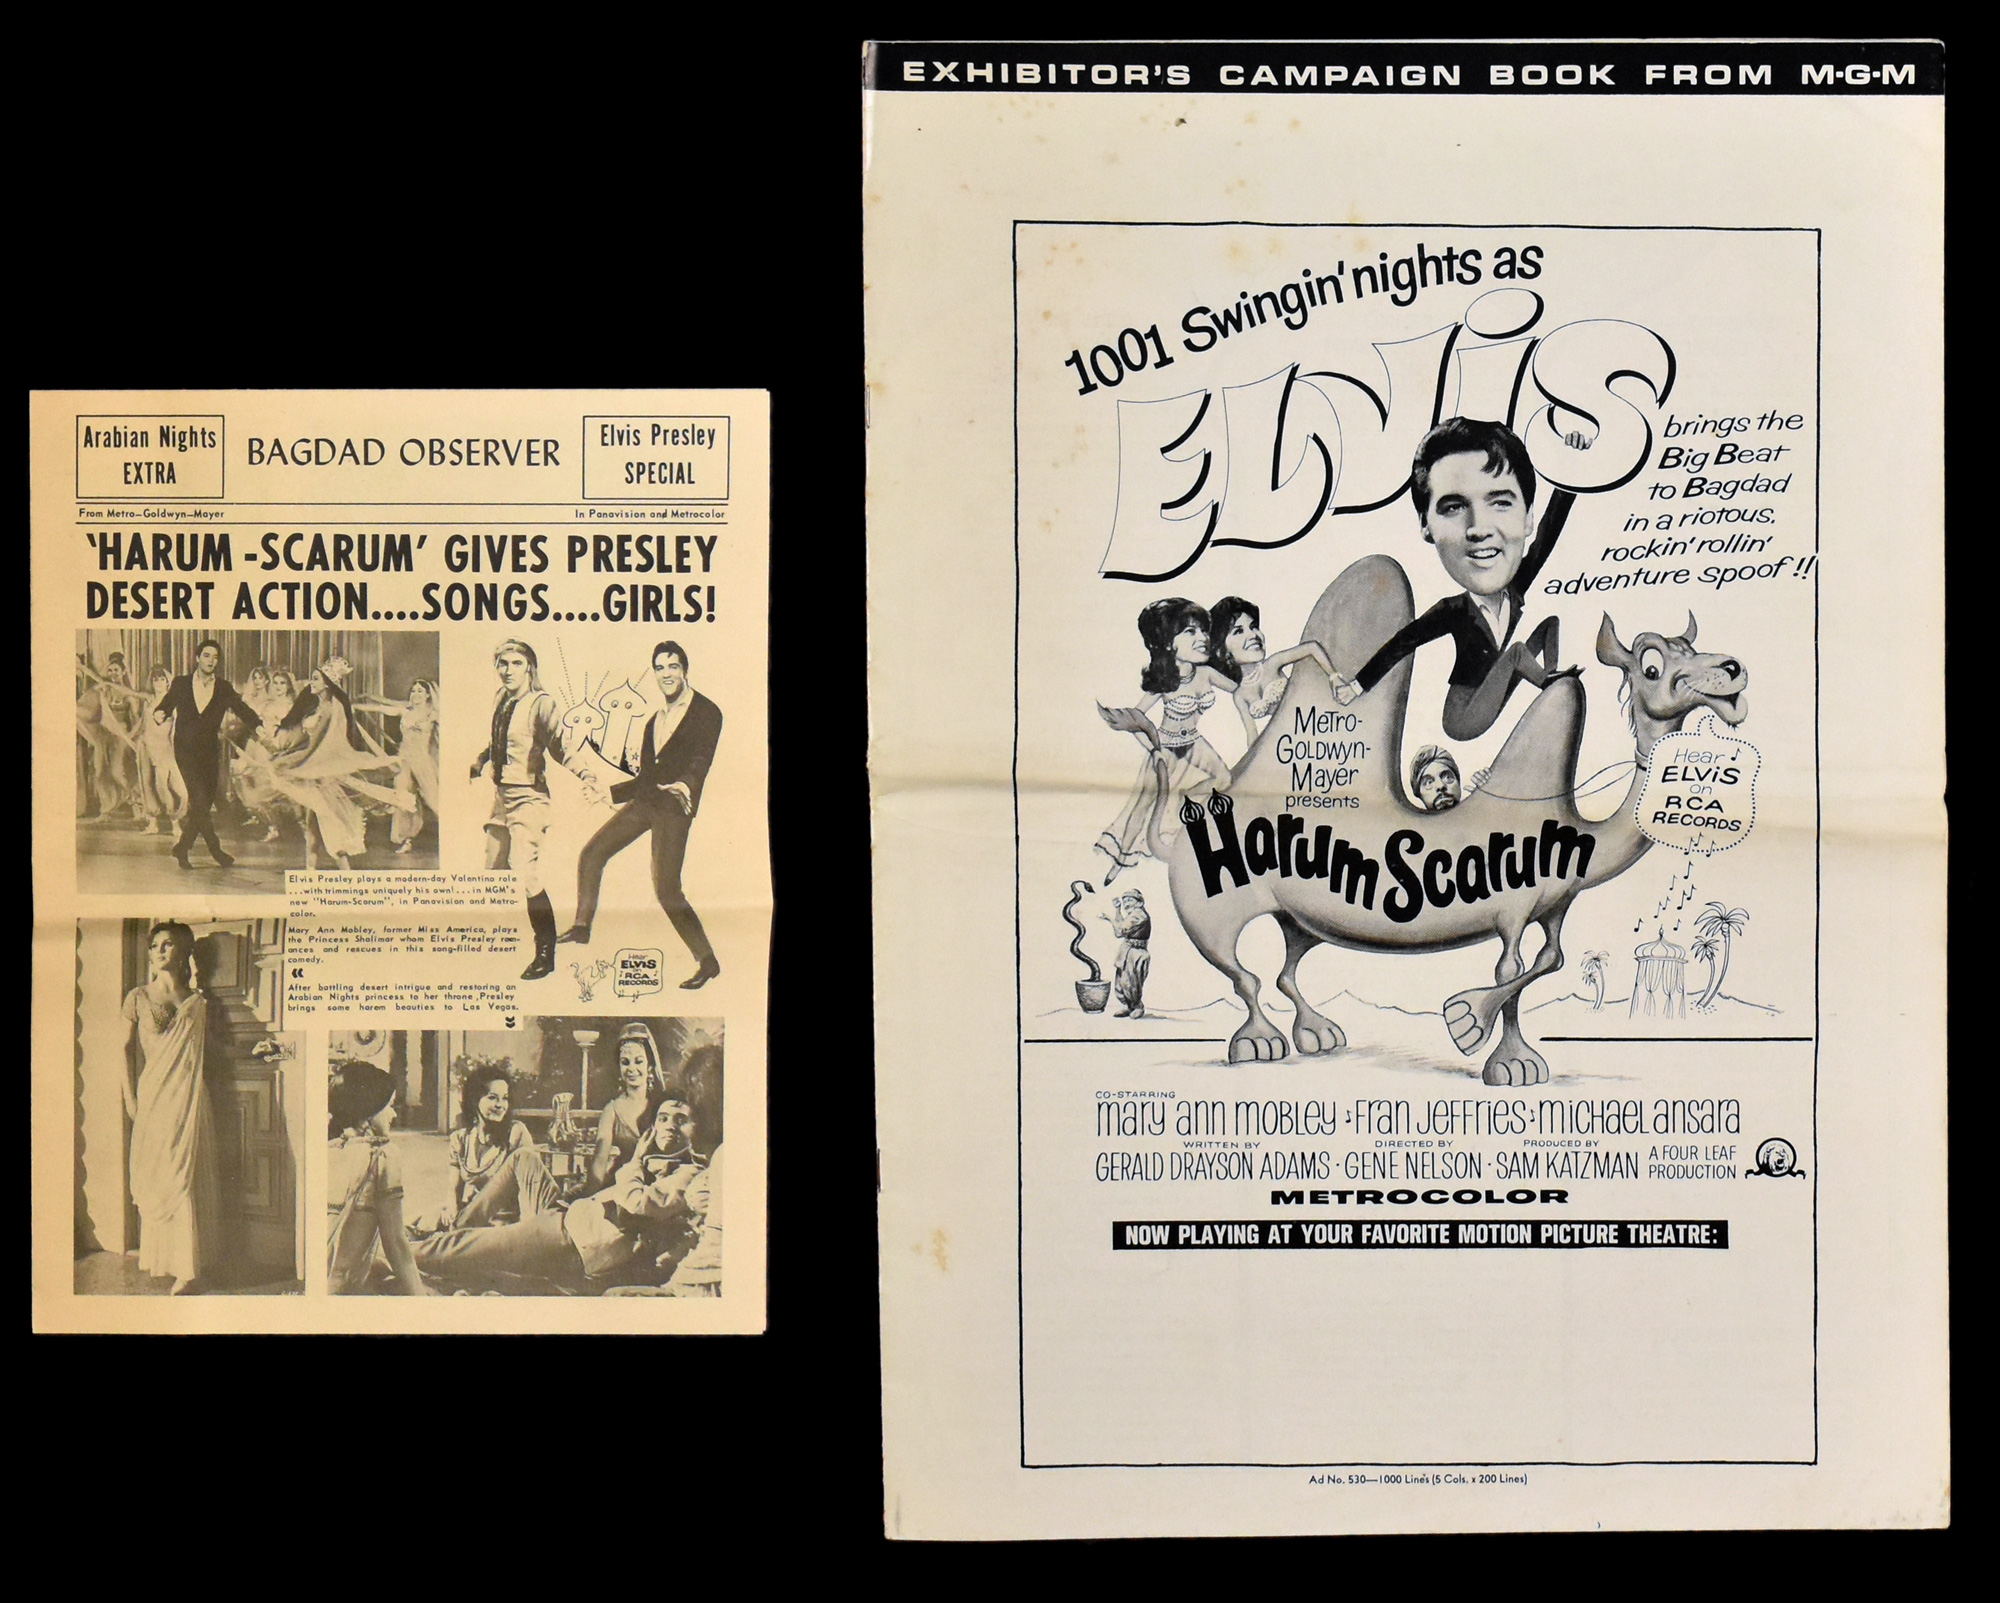 Arabian Nights
EXTRA
BAGDAD OBSERVER
Elvis Presley
SPECIAL
From Metro-Goldwyn-Mayer
In Panavision and Metrocolor
'HARUM-SCARUM' GIVES PRESLEY
DESERT ACTION....SONGS....GIRLS!
Elvis Presley plays a modern-day Valentino role
...with trimmings uniquely his own!...in MGM's
new "Harum-Scarum", in Panavision and Metro-
color.
Mary Ann Mobley, former Miss America, plays
the Princess Shalimar whom Elvis Presley rom-
ances and rescues in this song-filled desert
comedy.
After battling desert intrigue and restoring an
Arabian Nights princess to her throne, Presley
brings some harem beauties to Las Vegas.
Hear
ELVIS
on
RCA
RECORDS
EXHIBITOR'S CAMPAIGN BOOK FROM M-G-M
1001 Swingin' nights as
ELViS
brings the
Big Beat
to Bagdad
in a riotous,
rockin' rollin'
adventure spoof!!
Metro-
Goldwyn-
Mayer
presents
Harum Scarum
Hear
ELViS
on
RCA
RECORDS
CO-STARRING
mary ann MOBLEY · Fran JeFFries · michael ansara
WRITTEN BY DIRECTED BY PRODUCED BY
GERALD DRAYSON ADAMS · GENE NELSON · SAM KATZMAN
A FOUR LEAF
PRODUCTION
METROCOLOR
NOW PLAYING AT YOUR FAVORITE MOTION PICTURE THEATRE:
Ad No. 530—1000 Lines (5 Cols. x 200 Lines)